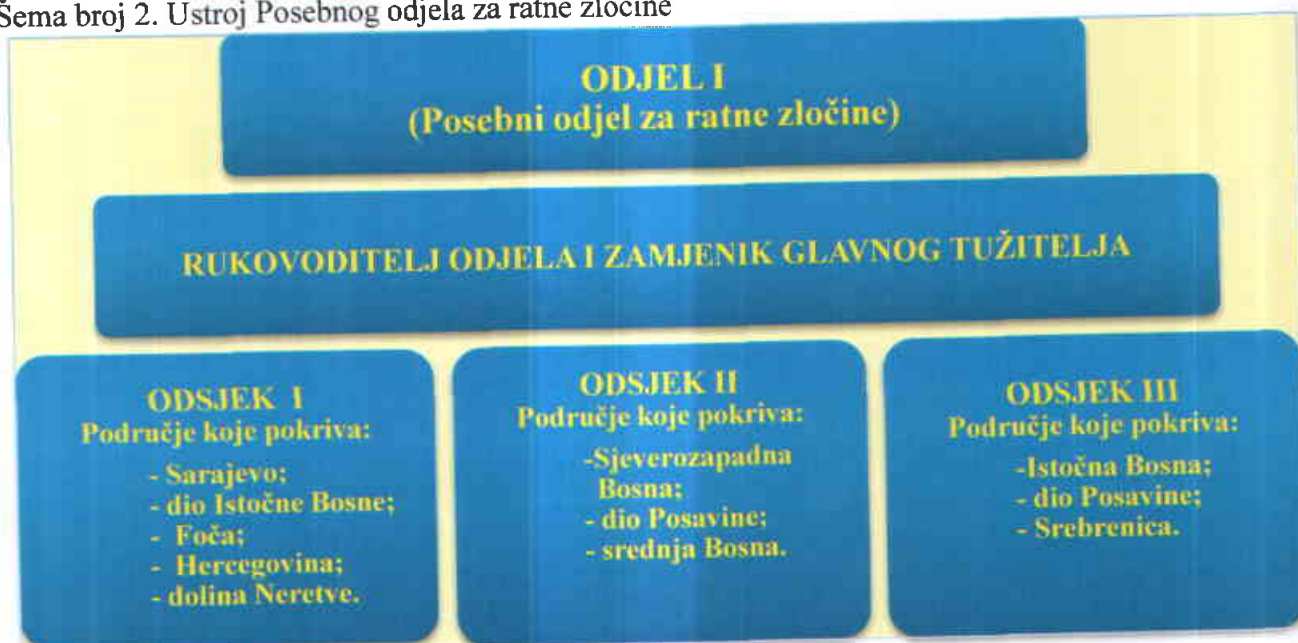 Šema broj 2. Ustroj Posebnog odjela za ratne zločine
ODJEL I
(Posebni odjel za ratne zločine)
RUKOVODITELJ ODJELA I ZAMJENIK GLAVNOG TUŽITELJA
ODSJEK I
Područje koje pokriva:
- Sarajevo;
- dio Istočne Bosne;
- Foča;
- Hercegovina;
- dolina Neretve.
ODSJEK II
Područje koje pokriva:
-Sjeverozapadna
Bosna;
- dio Posavine;
- srednja Bosna.
ODSJEK III
Područje koje pokriva:
-Istočna Bosna;
- dio Posavine;
- Srebrenica.